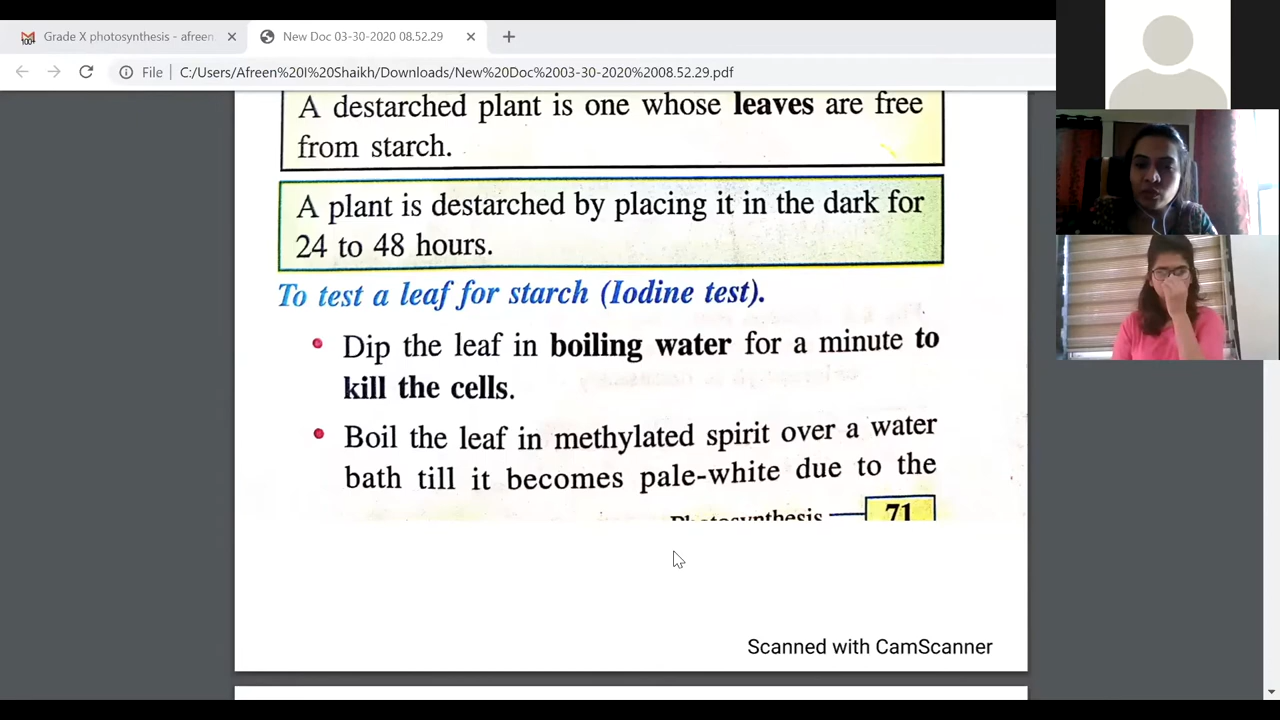 Grade X photosynthesis - afreen
New Doc 03-30-2020 08.52.29
File
C:/Users/Afreen%20I%20Shaikh/Downloads/New%20Doc%2003-30-2020%2008.52.29.pdf
A destarched plant is one whose leaves are free
from starch.
A plant is destarched by placing it in the dark for
24 to 48 hours.
To test a leaf for starch (Iodine test).
• Dip the leaf in boiling water for a minute to
kill the cells.
• Boil the leaf in methylated spirit over a water
bath till it becomes pale-white due to the
Photosynthesis 71
Scanned with CamScanner